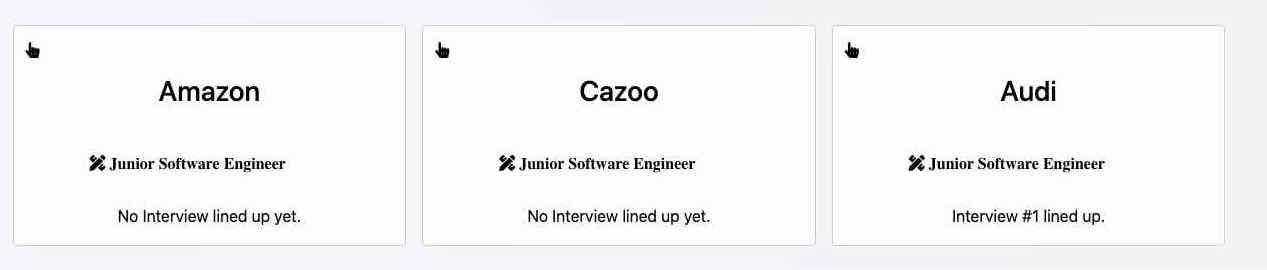 Amazon
Junior Software Engineer
No Interview lined up yet.
Cazoo
Junior Software Engineer
No Interview lined up yet.
Audi
Junior Software Engineer
Interview #1 lined up.